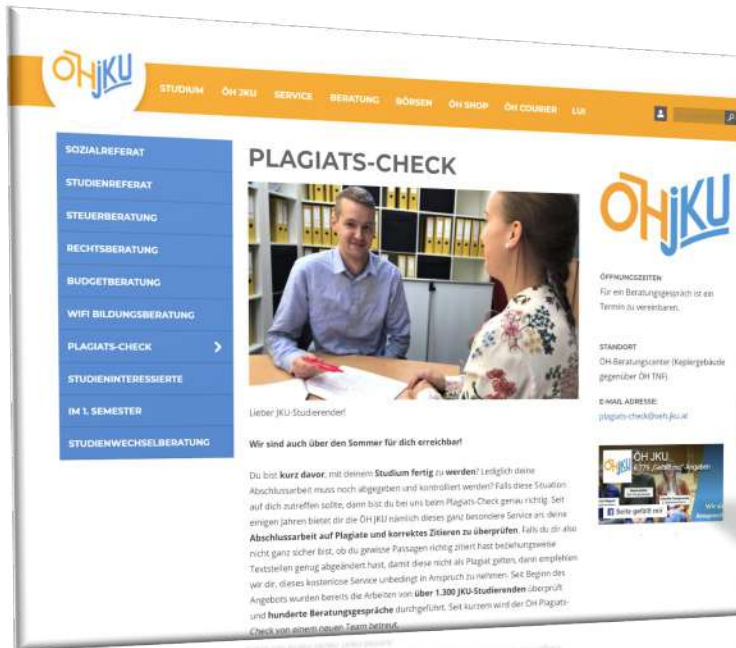 ÖHJKU
STUDIUM ÖH JKU SERVICE BERATUNG BÖRSEN ÖH SHOP ÖH COURIER LUI
SOZIALREFERAT
STUDIENREFERAT
STEUERBERATUNG
RECHTSBERATUNG
BUDGETBERATUNG
WIFI BILDUNGSBERATUNG
PLAGIATS-CHECK
STUDIENINTERESSIERTE
IM 1. SEMESTER
STUDIENWECHSELBERATUNG
PLAGIATS-CHECK
Lieber JKU-Studierender!
Wir sind auch über den Sommer für dich erreichbar!
Du bist kurz davor, mit deinem Studium fertig zu werden? Lediglich deine
Abschlussarbeit muss noch abgegeben und kontrolliert werden? Falls diese Situation
auf dich zutreffen sollte, dann bist du bei uns beim Plagiats-Check genau richtig. Seit
einigen Jahren bietet dir die ÖH JKU nämlich dieses ganz besondere Service an: deine
Abschlussarbeit auf Plagiate und korrektes Zitieren zu überprüfen. Falls du dir also
nicht ganz sicher bist, ob du gewisse Passagen richtig zitiert hast beziehungsweise
Textstellen genug abgeändert hast, damit diese nicht als Plagiat gelten, dann empfehlen
wir dir, dieses kostenlose Service unbedingt in Anspruch zu nehmen. Seit Beginn des
Angebots wurden bereits die Arbeiten von über 1.300 JKU-Studierenden überprüft
und hunderte Beratungsgespräche durchgeführt. Seit kurzem wird der ÖH Plagiats-
Check von einem neuen Team betreut.
ÖHJKU
ÖFFNUNGSZEITEN
Für ein Beratungsgespräch ist ein
Termin zu vereinbaren.
STANDORT
ÖH-Beratungscenter (Keplergebäude
gegenüber ÖH TNF)
E-MAIL ADRESSE:
plagiats-check@oeh.jku.at
ÖH JKU
6.779 „Gefällt mir“-Angaben
Seite gefällt mir